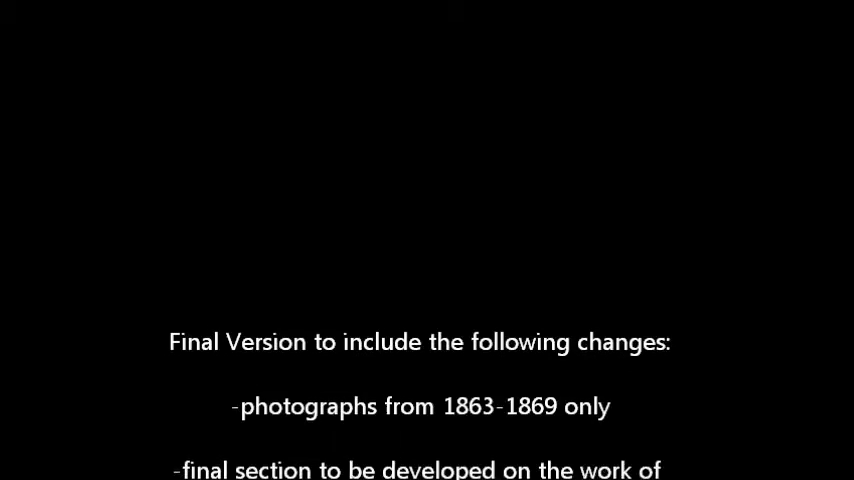 Final Version to include the following changes:
-photographs from 1863-1869 only
-final section to be developed on the work of